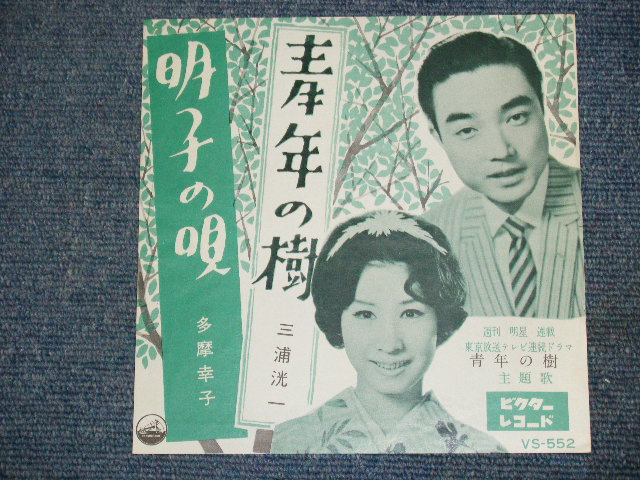 青年の樹
三浦洸一
明子の唄
多摩幸子
週刊 明星 連載
東京放送テレビ連続ドラマ
青年の樹
主題歌
ビクター
レコード
VS-552